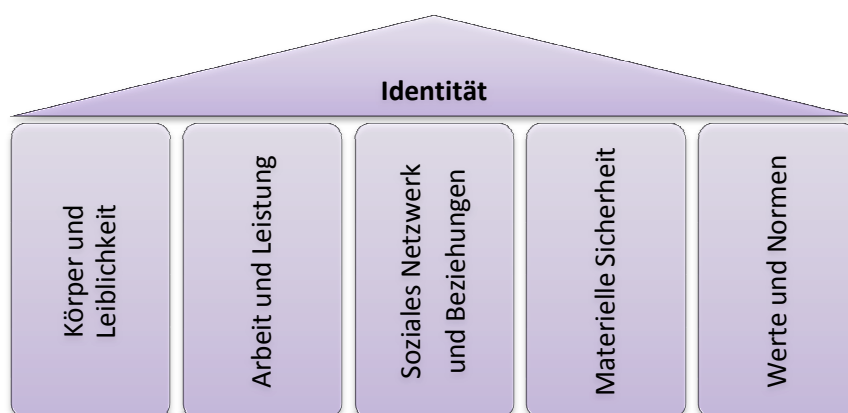 Identität
Körper und
Leiblichkeit
Arbeit und Leistung
Soziales Netzwerk
und Beziehungen
Materielle Sicherheit
Werte und Normen